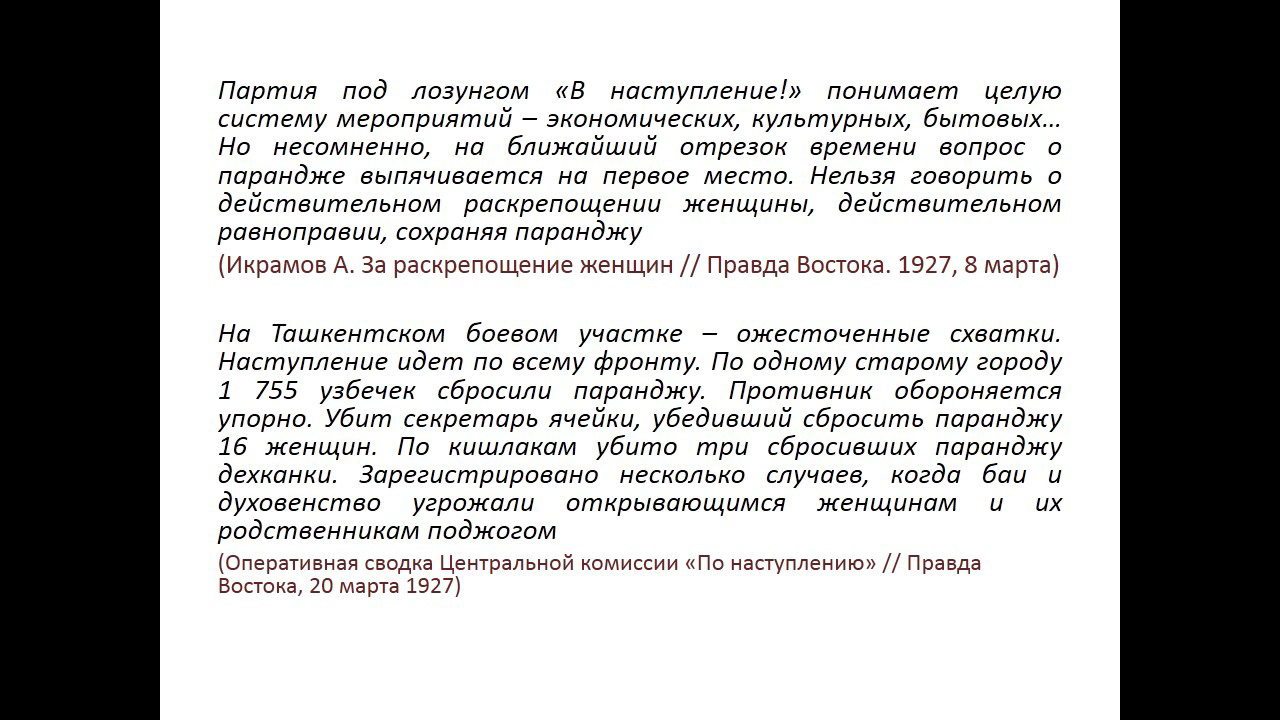 Партия под лозунгом «В наступление!» понимает целую
систему мероприятий – экономических, культурных, бытовых…
Но несомненно, на ближайший отрезок времени вопрос о
парандже выпячивается на первое место. Нельзя говорить о
действительном раскрепощении женщины, действительном
равноправии, сохраняя паранджу
(Икрамов А. За раскрепощение женщин // Правда Востока. 1927, 8 марта)
На Ташкентском боевом участке – ожесточенные схватки.
Наступление идет по всему фронту. По одному старому городу
1 755 узбечек сбросили паранджу. Противник обороняется
упорно. Убит секретарь ячейки, убедивший сбросить паранджу
16 женщин. По кишлакам убито три сбросивших паранджу
дехканки. Зарегистрировано несколько случаев, когда баи и
духовенство угрожали открывающимся женщинам и их
родственникам поджогом
(Оперативная сводка Центральной комиссии «По наступлению» // Правда
Востока, 20 марта 1927)